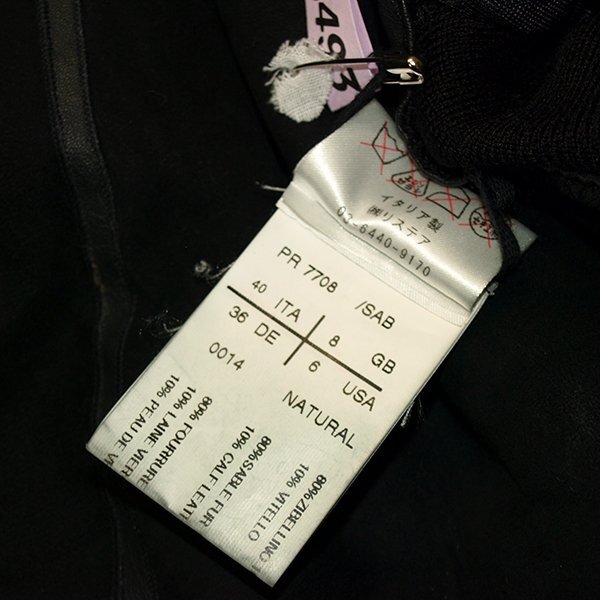 493
イタリア製
㈱リステア
03-6440-9170
PR 7708 /SAB
40 ITA 8 GB
36 DE 6 USA
0014 NATURAL
80%ZIBELLINO
10% VITELLO
80%SABLE FUR
10% CALF LEAT
80% FOURRURE
10% LAINE VIER
10% PEAU DE V